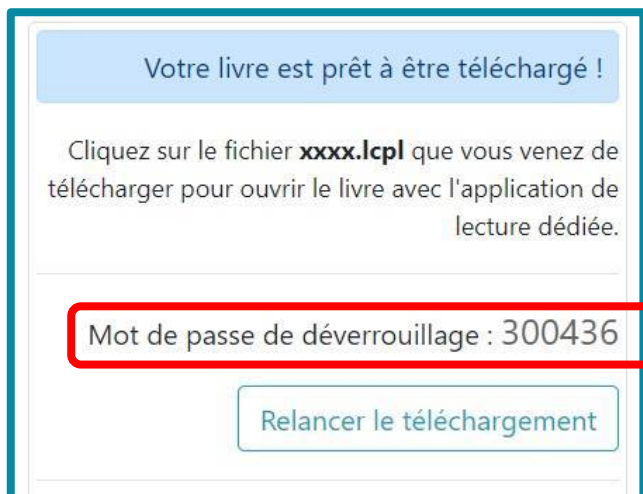 Votre livre est prêt à être téléchargé !
Cliquez sur le fichier xxxx.lcpl que vous venez de
télécharger pour ouvrir le livre avec l'application de
lecture dédiée.
Mot de passe de déverrouillage : 300436
Relancer le téléchargement